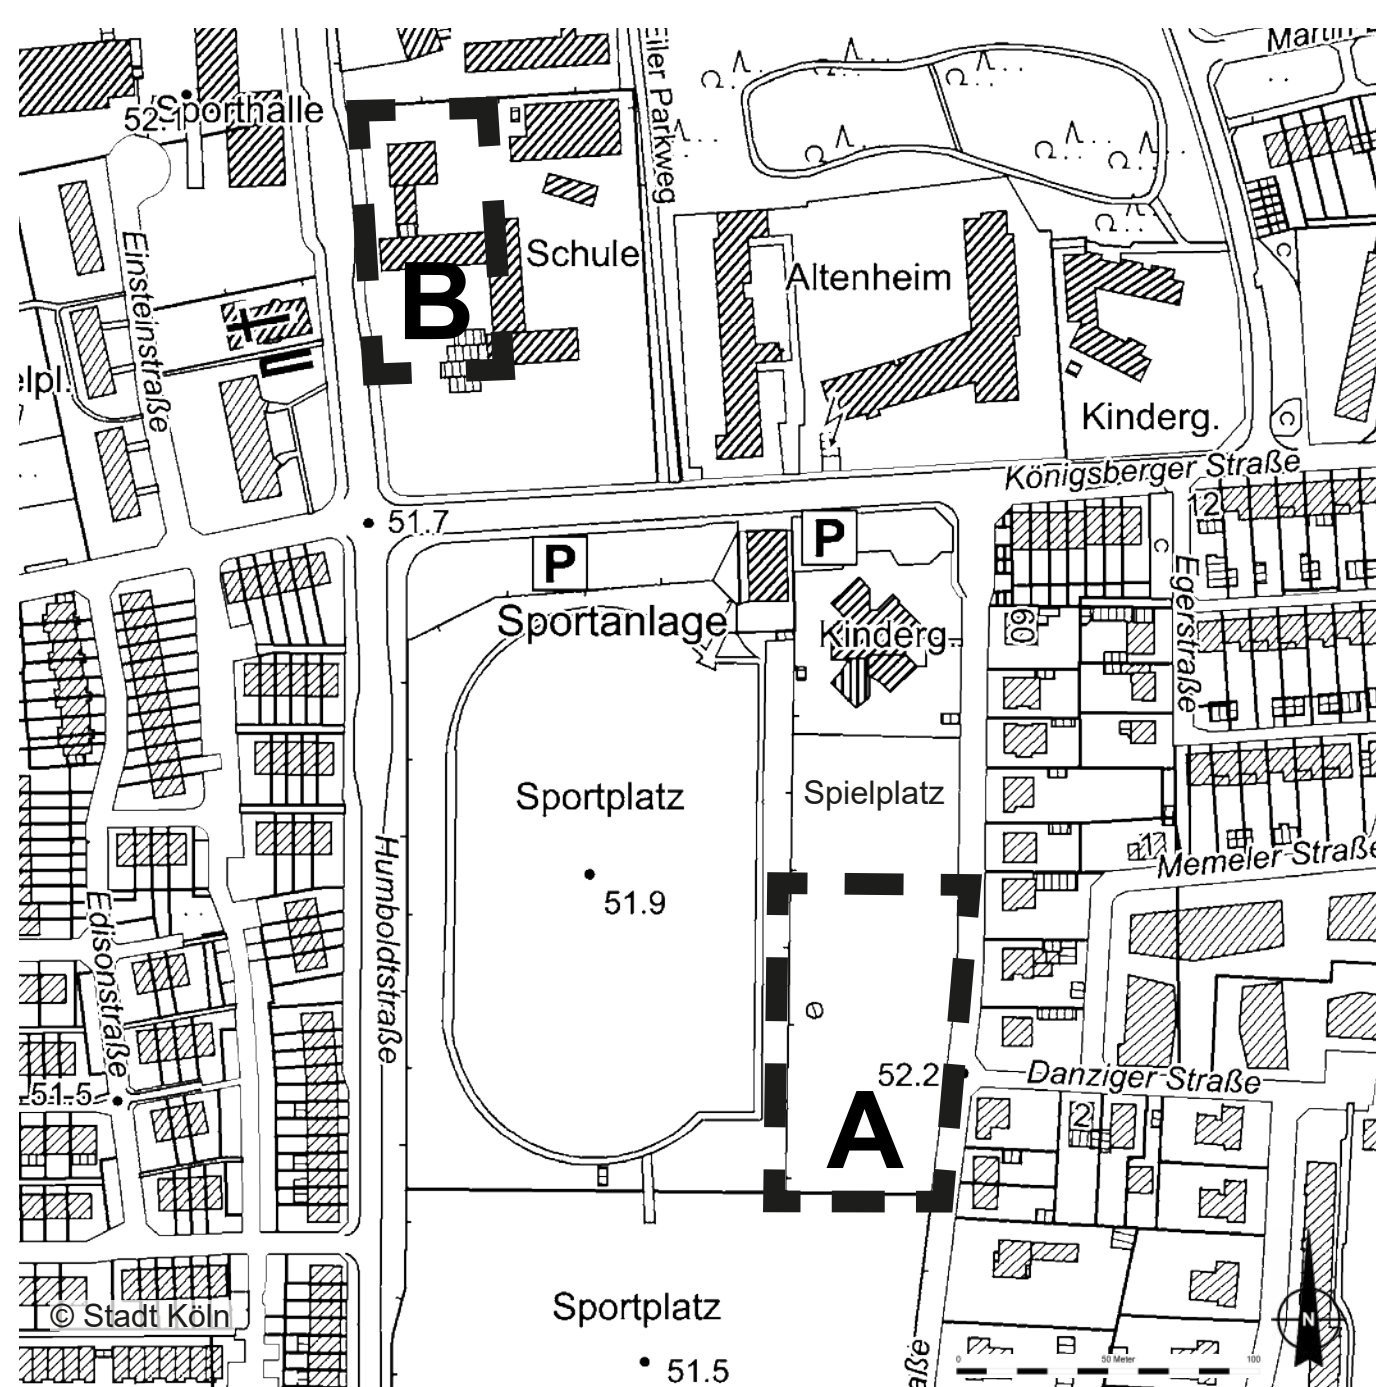 Martin
Eiler Parkweg
Sporthalle
52.1
Schule
Einsteinstraße
Altenheim
B
elpl.
Kinderg.
C
C
Königsberger Straße
12
51.7
P
P
C
Egerstraße
Sportanlage
Kinderg.
60
Sportplatz
Spielplatz
Humboldtstraße
17
Memeler Straße
51.9
Edisonstraße
52.2
Danziger Straße
51.5
A
2
Sportplatz
© Stadt Köln
N
51.5
aße
0 50 Meter 100